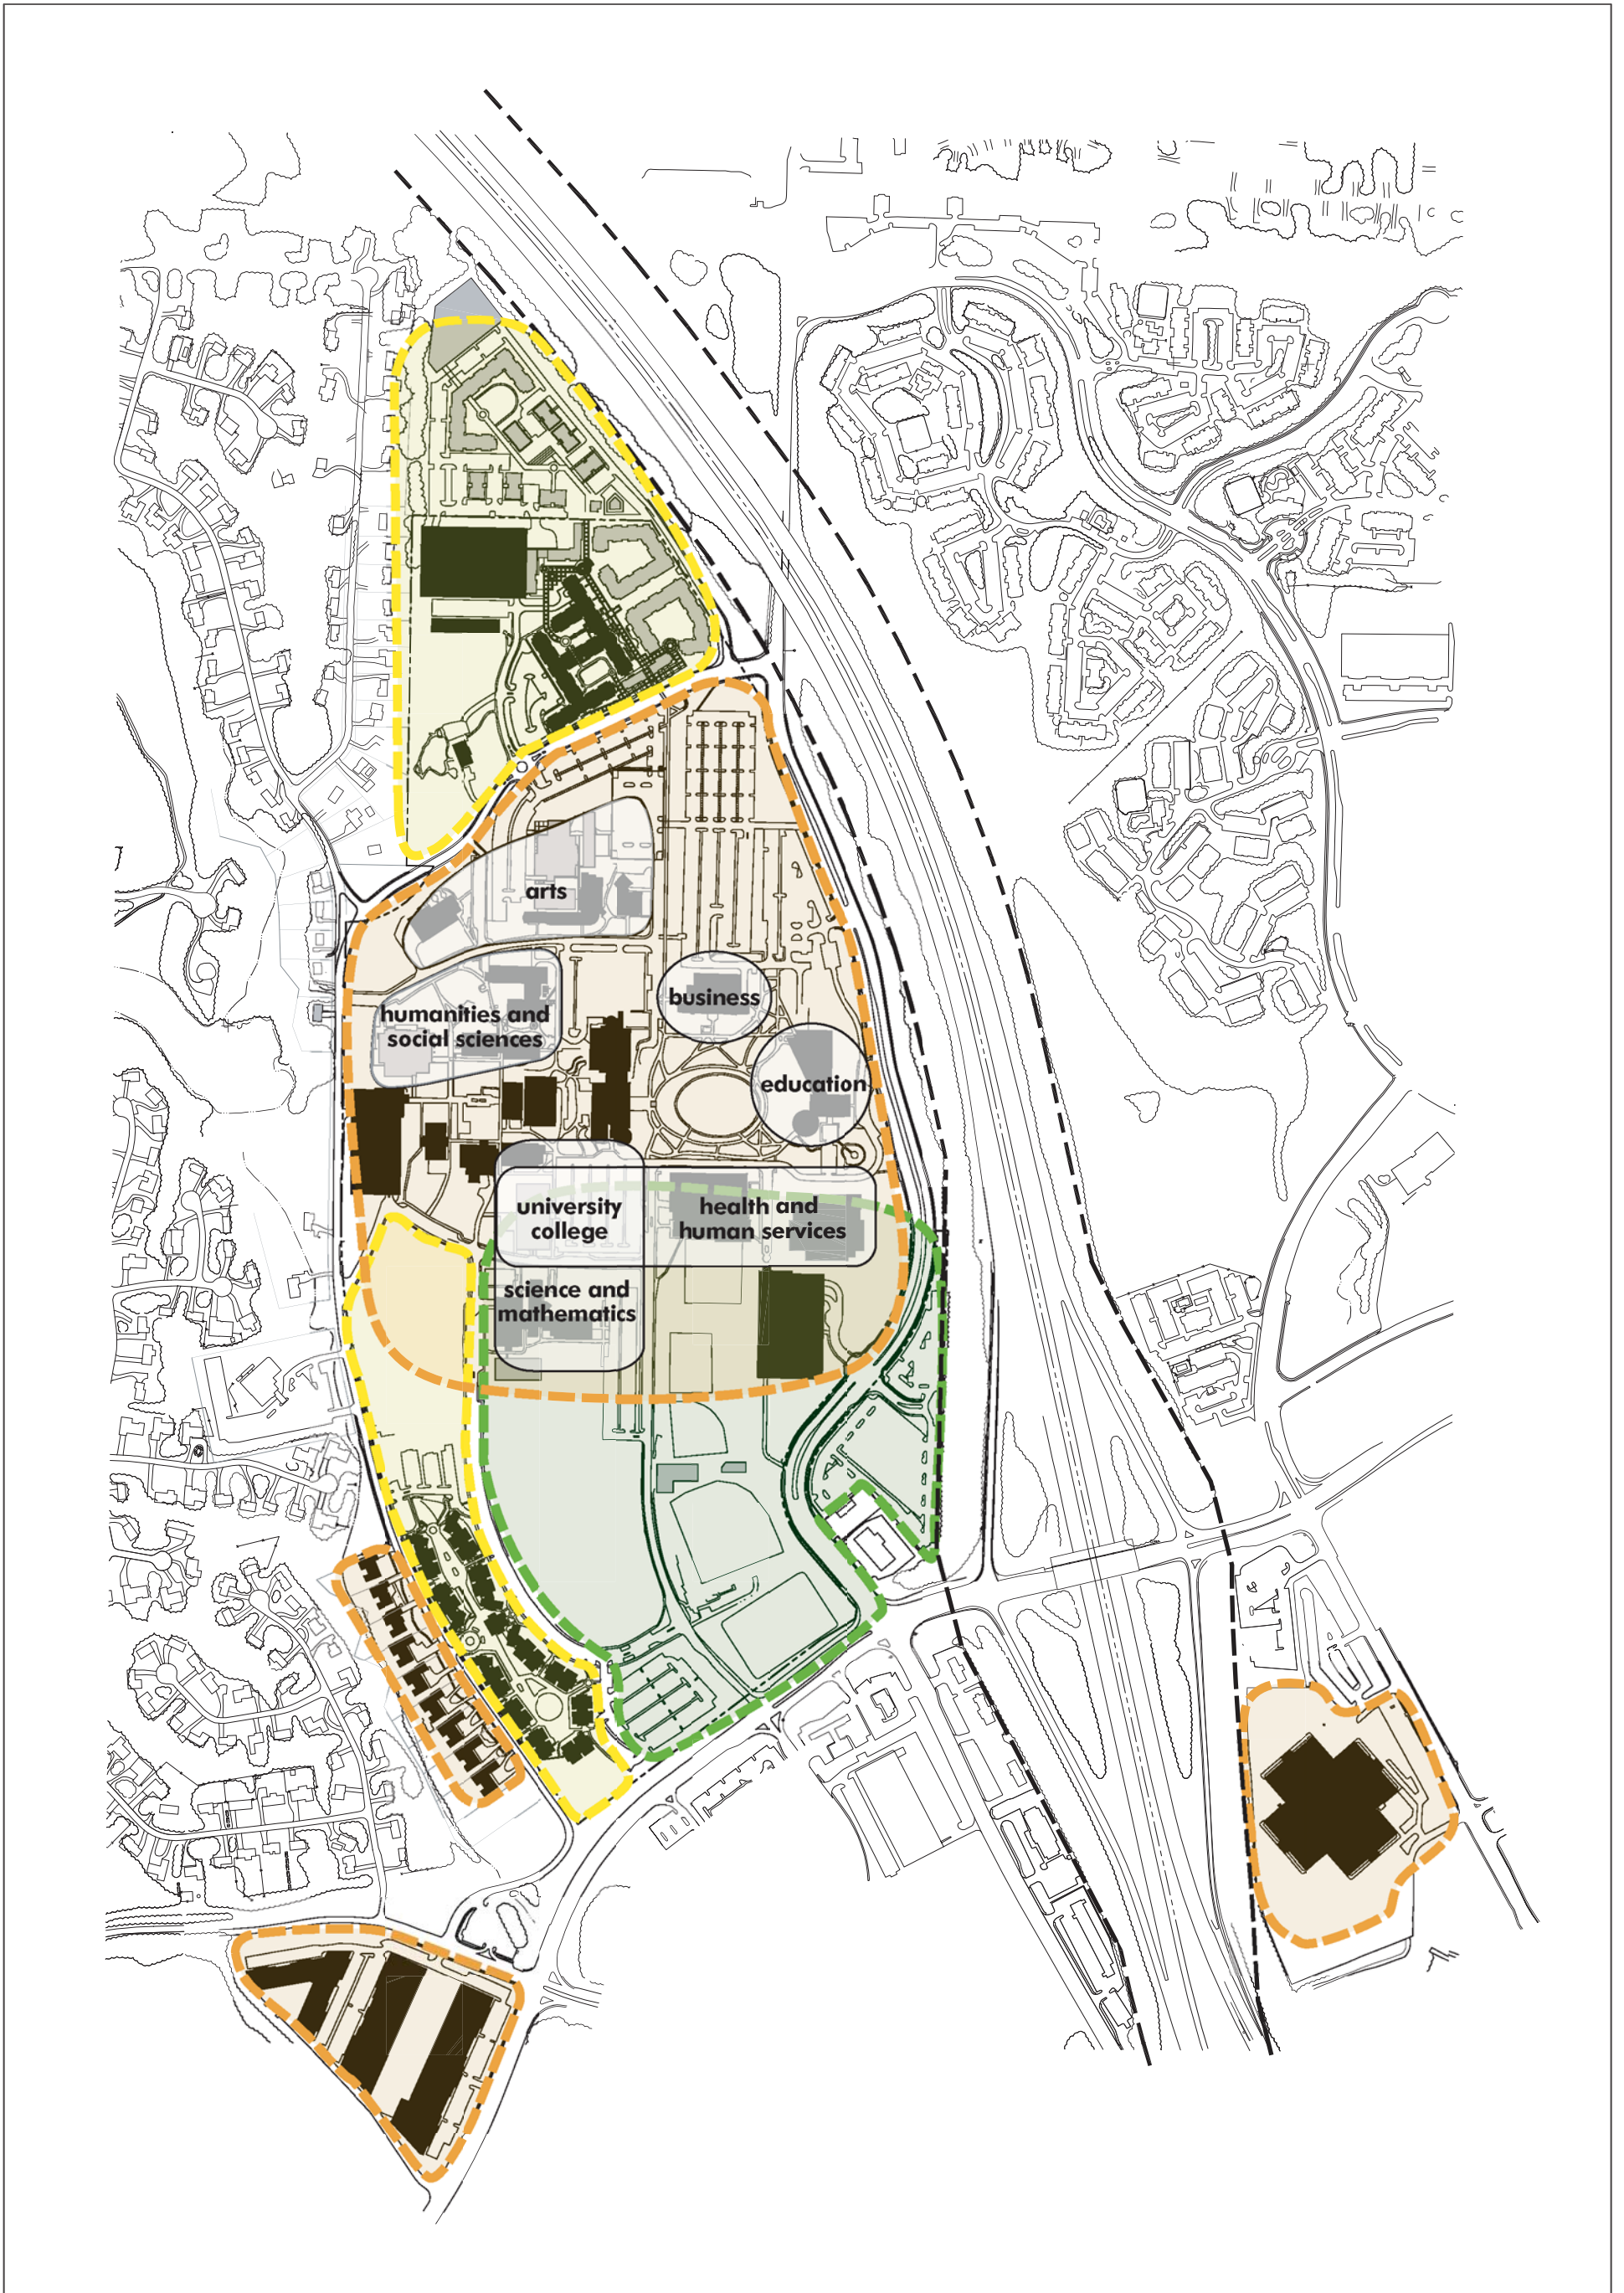 arts
business
humanities and
social sciences
education
university
college
health and
human services
science and
mathematics